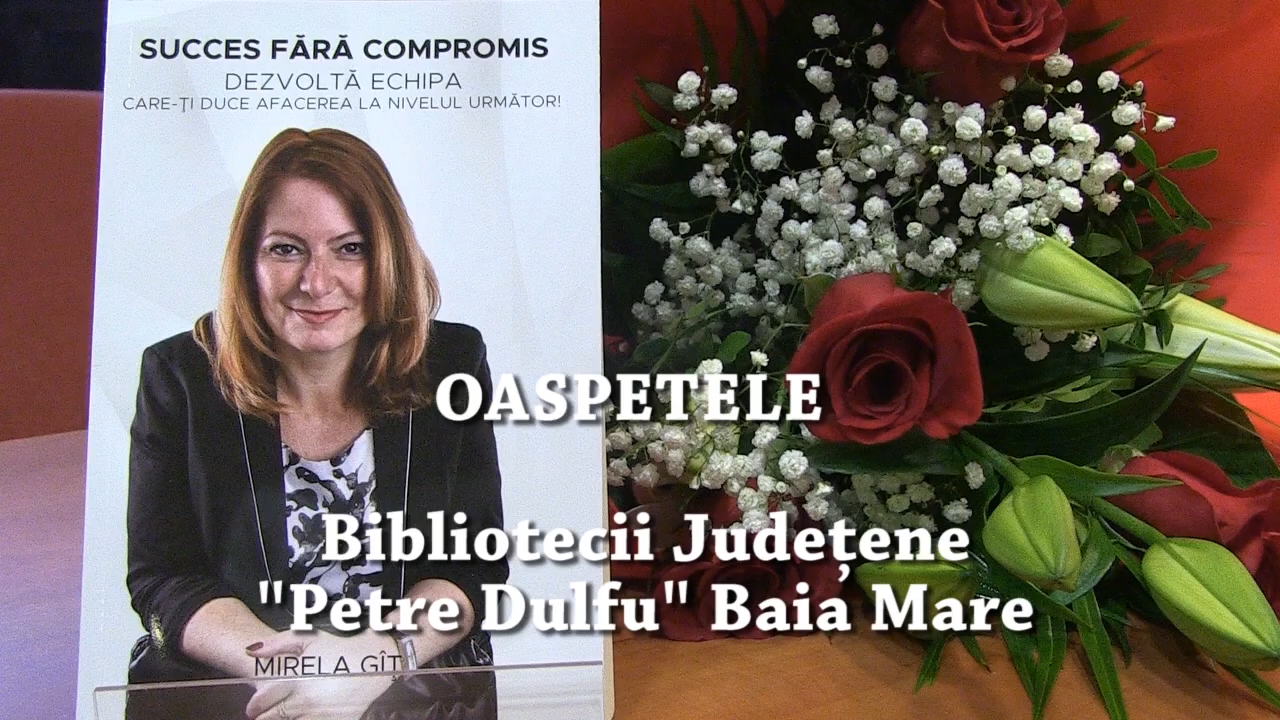 SUCCES FĂRĂ COMPROMIS
DEZVOLTĂ ECHIPA
CARE-ȚI DUCE AFACEREA LA NIVELUL URMĂTOR!
OASPETELE
Bibliotecii Județene
"Petre Dulfu" Baia Mare
MIRELA